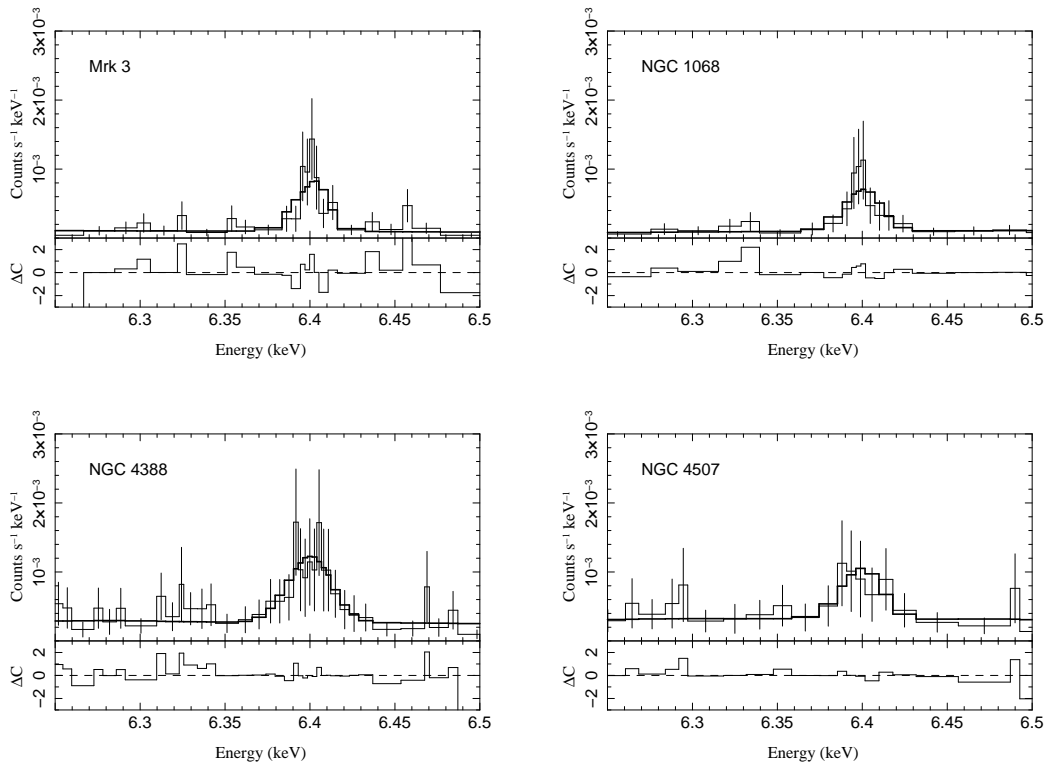 Mrk 3
Counts s⁻¹ keV⁻¹
10⁻³ 2×10⁻³ 3×10⁻³
ΔC
−2 0 2
6.3 6.35 6.4 6.45 6.5
Energy (keV)
NGC 1068
Counts s⁻¹ keV⁻¹
10⁻³ 2×10⁻³ 3×10⁻³
ΔC
−2 0 2
6.3 6.35 6.4 6.45 6.5
Energy (keV)
NGC 4388
Counts s⁻¹ keV⁻¹
10⁻³ 2×10⁻³ 3×10⁻³
ΔC
−2 0 2
6.3 6.35 6.4 6.45 6.5
Energy (keV)
NGC 4507
Counts s⁻¹ keV⁻¹
10⁻³ 2×10⁻³ 3×10⁻³
ΔC
−2 0 2
6.3 6.35 6.4 6.45 6.5
Energy (keV)